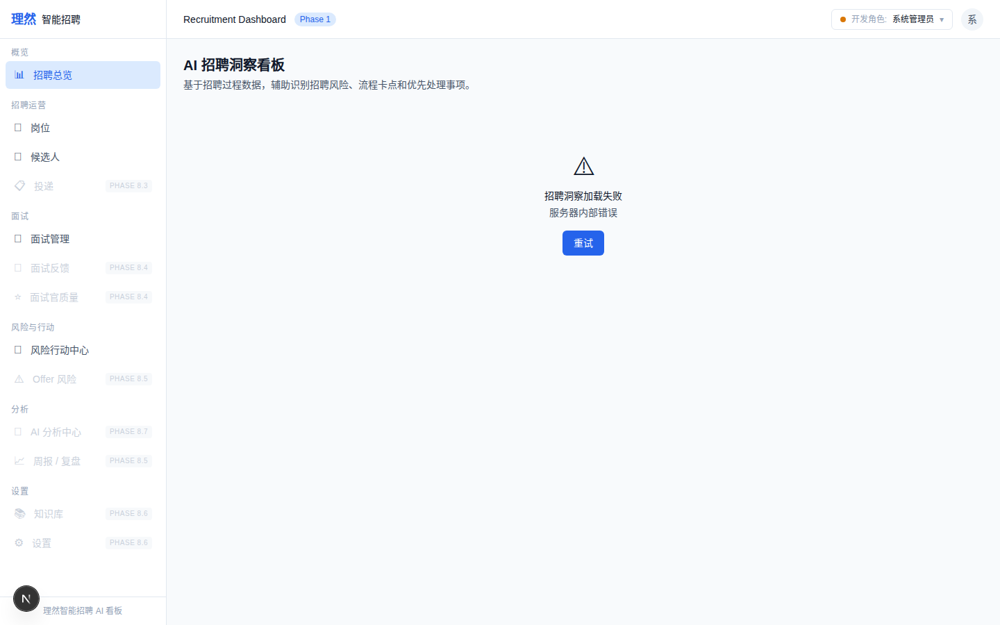 理然 智能招聘
Recruitment Dashboard Phase 1
开发角色: 系统管理员 ▾ 系
概览
招聘总览
招聘运营
岗位
候选人
投递 PHASE 8.3
面试
面试管理
面试反馈 PHASE 8.4
面试官质量 PHASE 8.4
风险与行动
风险行动中心
Offer 风险 PHASE 8.5
分析
AI 分析中心 PHASE 8.7
周报 / 复盘 PHASE 8.5
设置
知识库 PHASE 8.6
设置 PHASE 8.6
N
理然智能招聘 AI 看板
AI 招聘洞察看板
基于招聘过程数据，辅助识别招聘风险、流程卡点和优先处理事项。
招聘洞察加载失败
服务器内部错误
重试